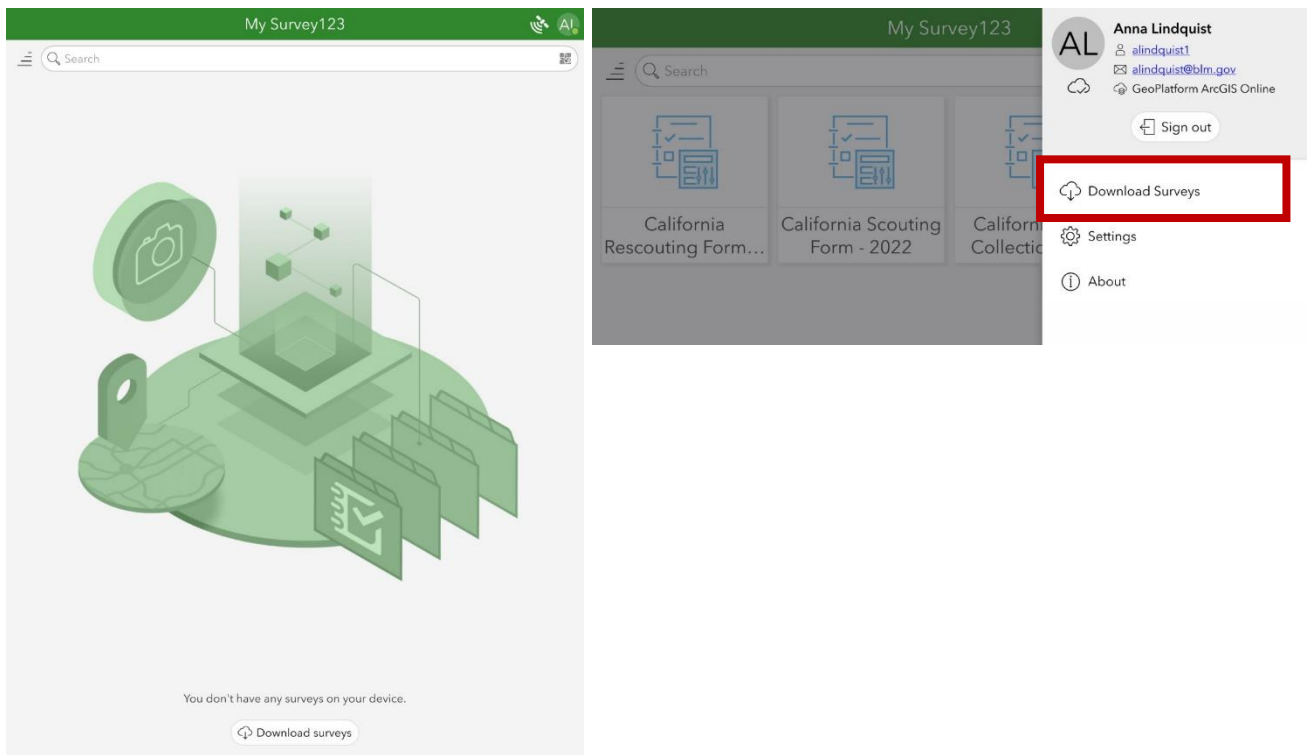 My Survey123
AL
Search
You don't have any surveys on your device.
Download surveys
My Survey123
Search
California
Rescouting Form...
California Scouting
Form - 2022
Californ
Collectic
AL
Anna Lindquist
alindquist1
alindquist@blm.gov
GeoPlatform ArcGIS Online
Sign out
Download Surveys
Settings
About